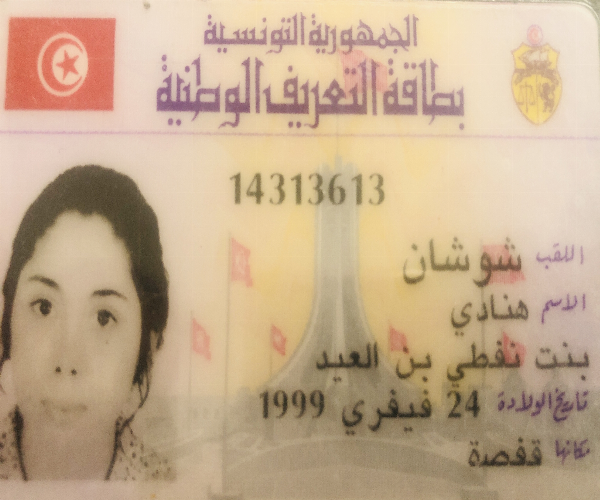 الجمهورية التونسية
بطاقة التعريف الوطنية
14313613
اللقب شوشان
الاسم هنادي
بنت نفطي بن العيد
تاريخ الولادة 24 فيفري 1999
مكانها قفصة